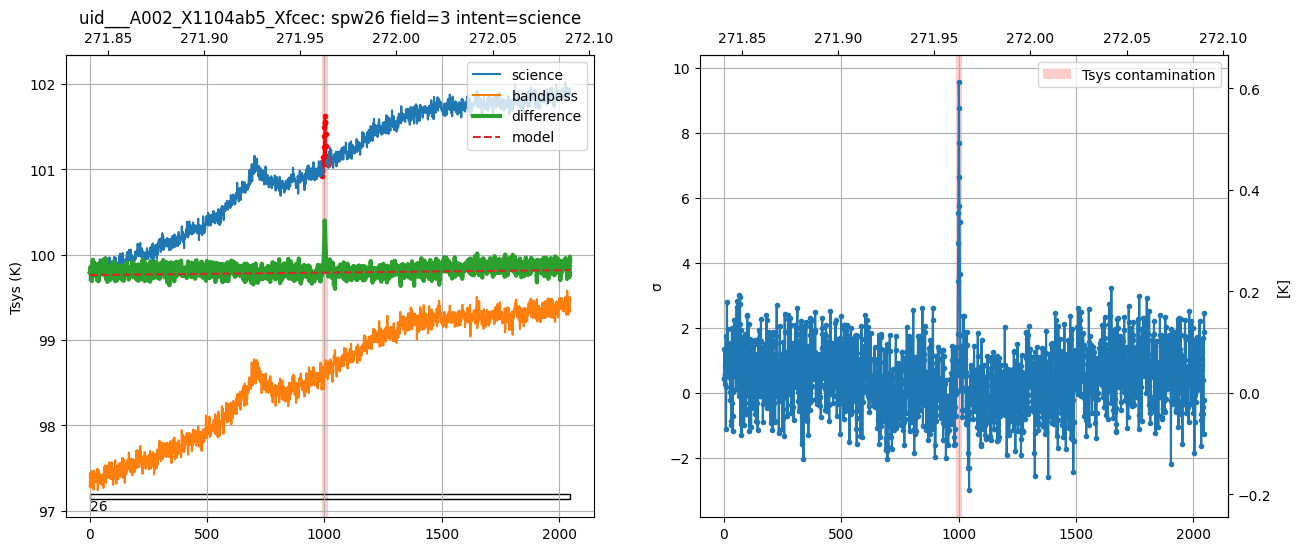 uid___A002_X1104ab5_Xfcec: spw26 field=3 intent=science
271.85 271.90 271.95 272.00 272.05 272.10
102
101
100
99
98
97
Tsys (K)
science
bandpass
difference
model
26
0 500 1000 1500 2000
271.85 271.90 271.95 272.00 272.05 272.10
10
8
6
4
2
0
−2
σ
Tsys contamination
0.6
0.4
0.2
0.0
−0.2
[K]
0 500 1000 1500 2000